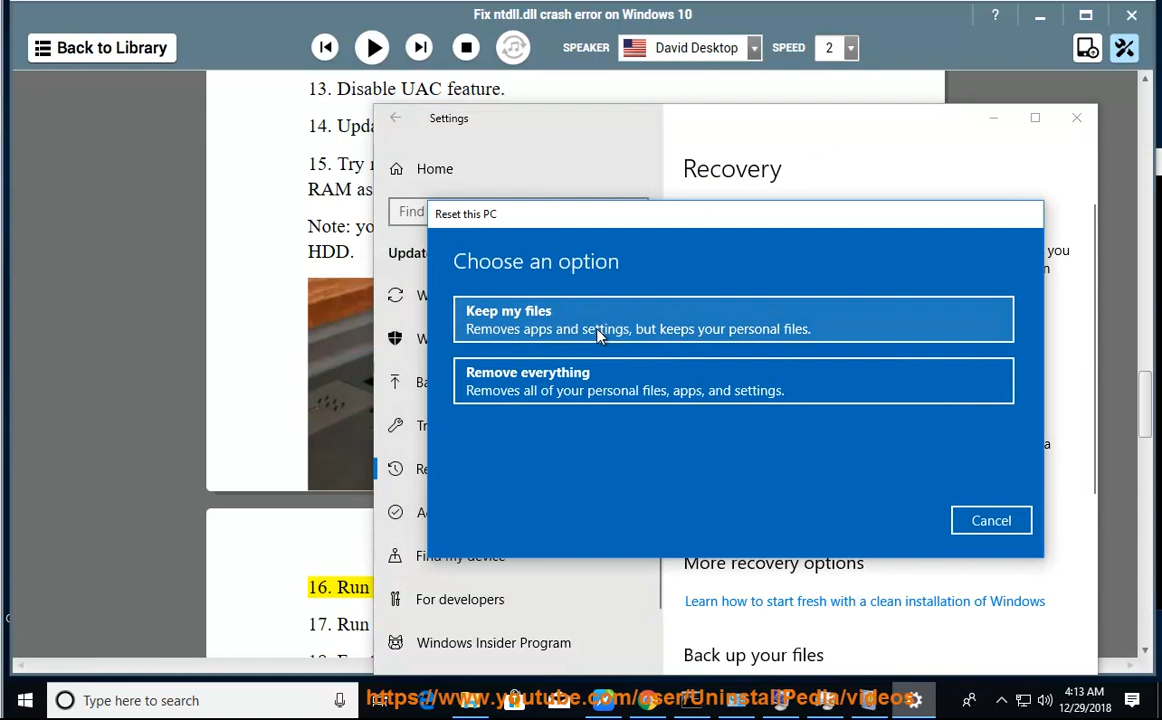 Fix ntdll.dll crash error on Windows 10
Back to Library
SPEAKER
David Desktop
SPEED
2
13. Disable UAC feature.
14. Upda
15. Try
RAM as
Note: yo
HDD.
16. Run
17. Run
Settings
Home
Find
Update
For developers
Windows Insider Program
Recovery
you
Reset this PC
Choose an option
Keep my files
Removes apps and settings, but keeps your personal files.
Remove everything
Removes all of your personal files, apps, and settings.
Cancel
More recovery options
Learn how to start fresh with a clean installation of Windows
Back up your files
Type here to search
https://www.youtube.com/user/UninstallPedia/videos
4:13 AM
12/29/2018